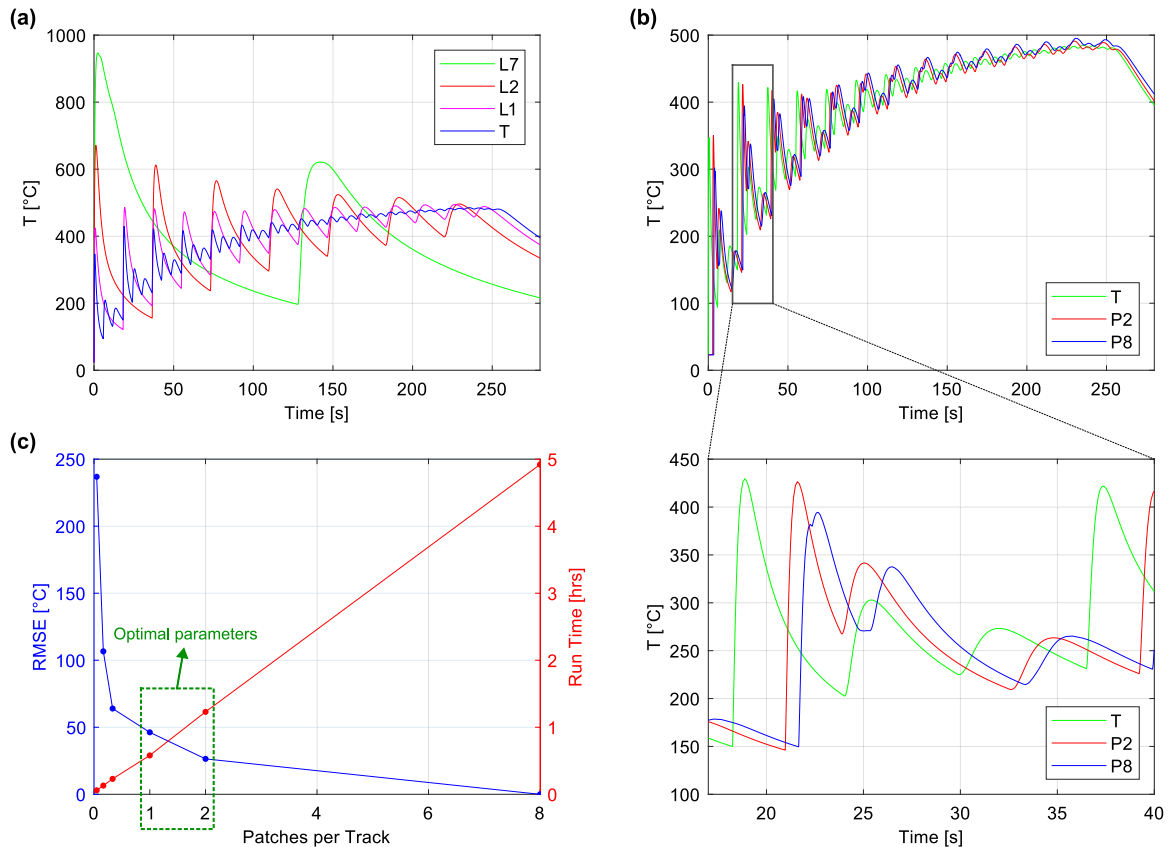 (a)
1000
800
600
400
200
0
T [°C]
0 50 100 150 200 250
Time [s]
L7
L2
L1
T
(b)
500
400
300
200
100
0
T [°C]
0 50 100 150 200 250
Time [s]
T
P2
P8
(c)
250
200
150
100
50
0
RMSE [°C]
Optimal parameters
0 1 2 4 6 8
Patches per Track
5
4
3
2
1
0
Run Time [hrs]
450
400
350
300
250
200
150
100
T [°C]
20 25 30 35 40
Time [s]
T
P2
P8